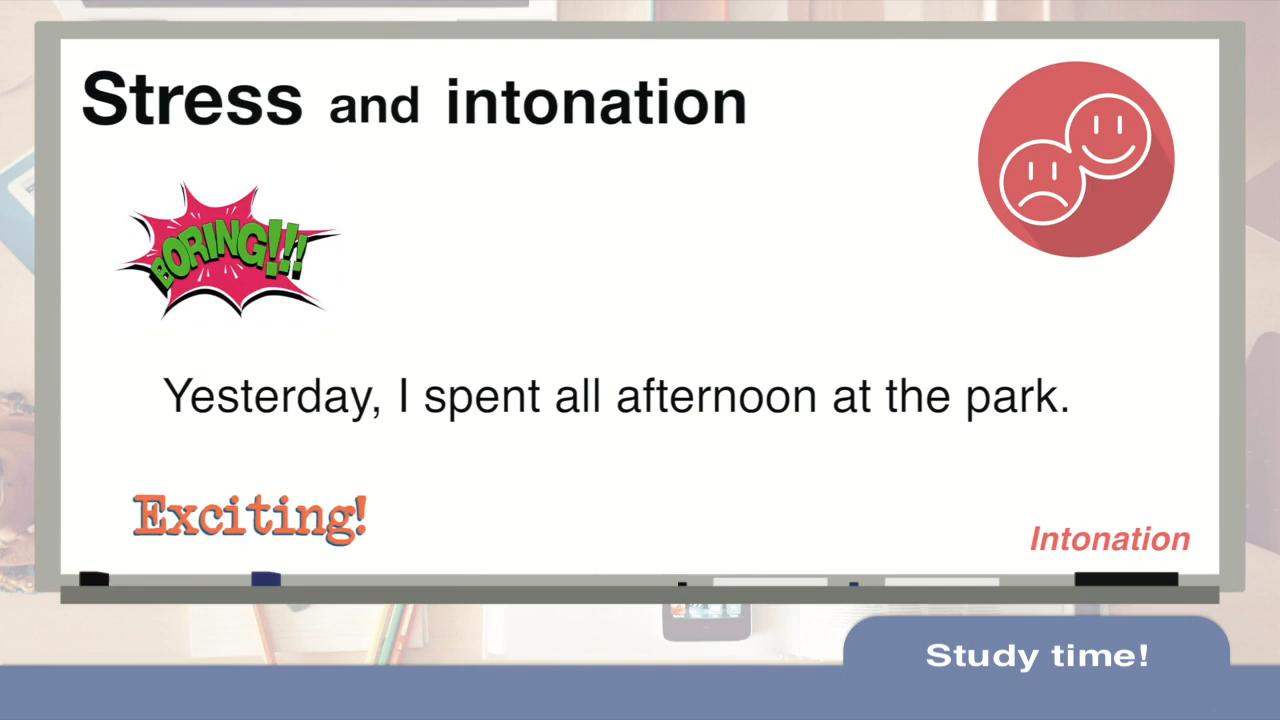 Stress and intonation
BORING!!!
Yesterday, I spent all afternoon at the park.
Exciting!
Intonation
Study time!